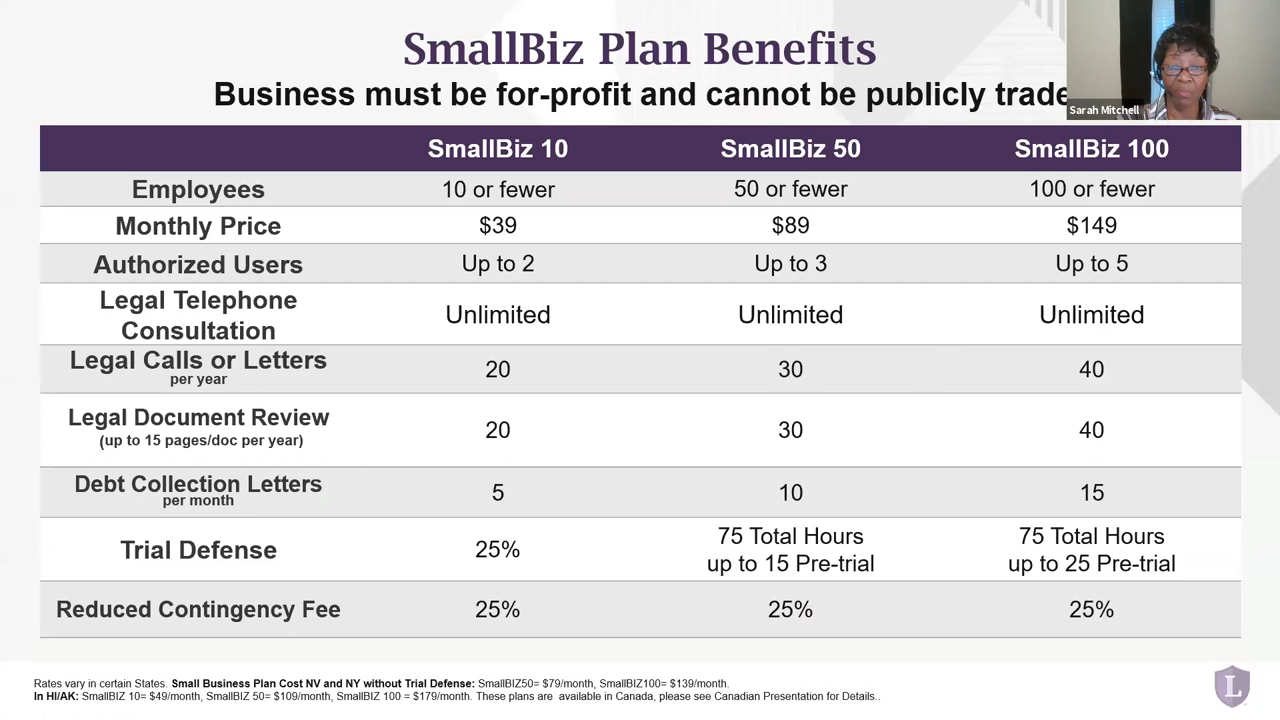 SmallBiz Plan Benefits
Business must be for-profit and cannot be publicly trade
Sarah Mitchell
SmallBiz 10 SmallBiz 50 SmallBiz 100
Employees 10 or fewer 50 or fewer 100 or fewer
Monthly Price $39 $89 $149
Authorized Users Up to 2 Up to 3 Up to 5
Legal Telephone
Consultation Unlimited Unlimited Unlimited
Legal Calls or Letters
per year 20 30 40
Legal Document Review
(up to 15 pages/doc per year) 20 30 40
Debt Collection Letters
per month 5 10 15
Trial Defense 25% 75 Total Hours 75 Total Hours
up to 15 Pre-trial up to 25 Pre-trial
Reduced Contingency Fee 25% 25% 25%
Rates vary in certain States. Small Business Plan Cost NV and NY without Trial Defense: SmallBIZ50= $79/month, SmallBIZ100= $139/month.
In HI/AK: SmallBIZ 10= $49/month, SmallBIZ 50= $109/month, SmallBIZ 100 = $179/month. These plans are available in Canada, please see Canadian Presentation for Details..
L